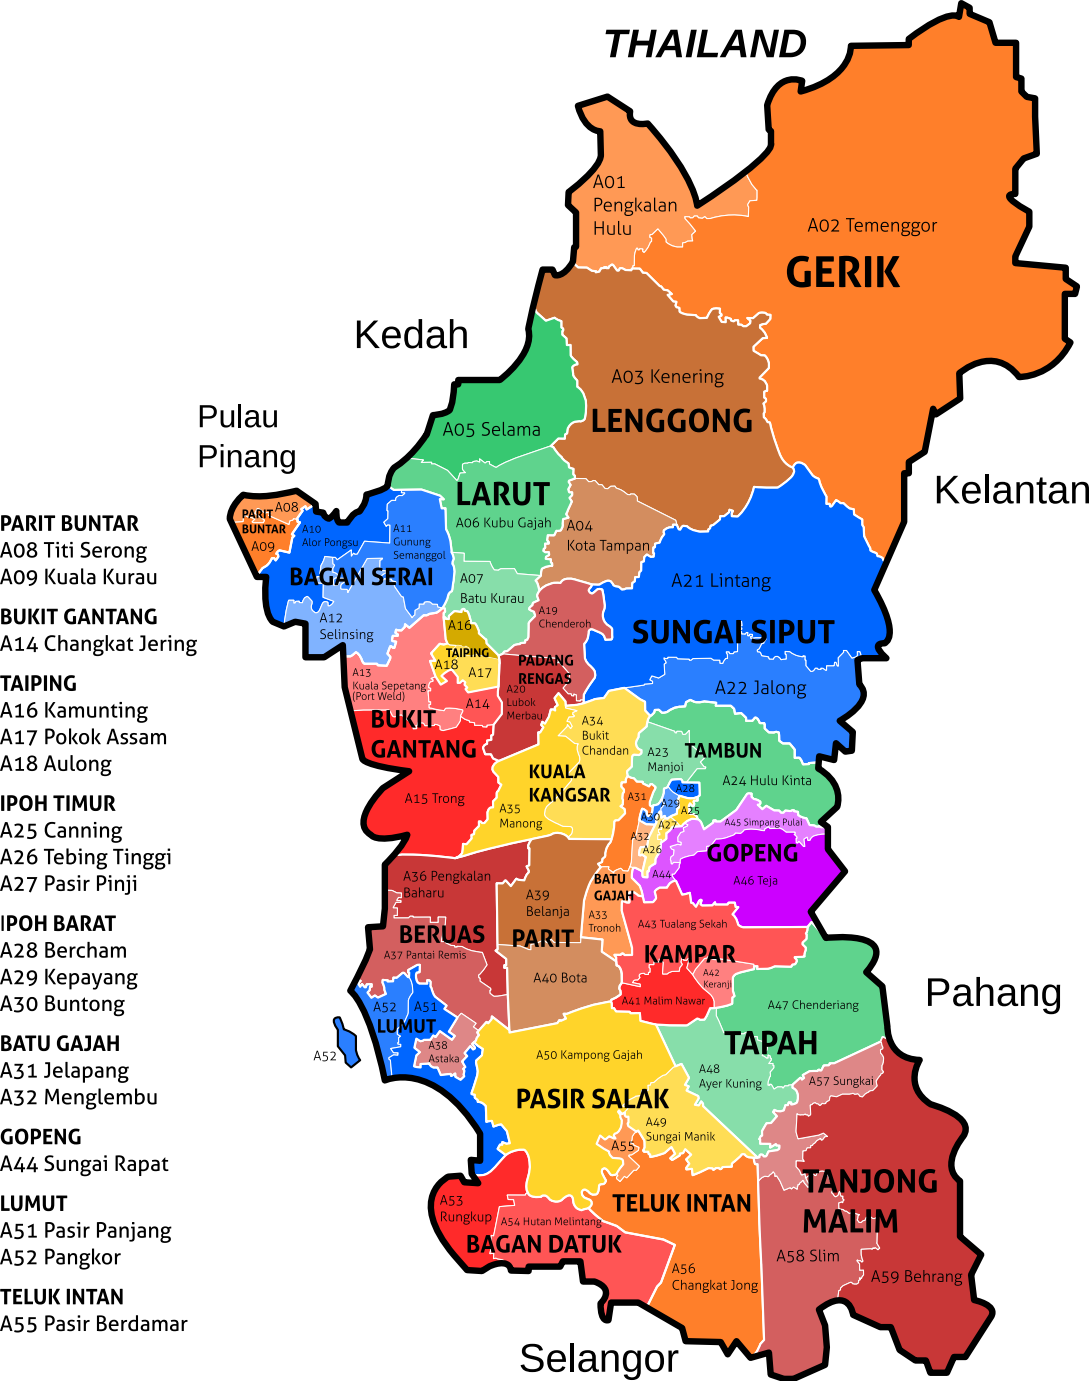 THAILAND
A01
Pengkalan
Hulu
A02 Temenggor
GERIK
Kedah
A03 Kenering
LENGGONG
Pulau
Pinang
A05 Selama
Kelantan
LARUT
A06 Kubu Gajah
A04
Kota Tampan
PARIT
BUNTAR
A08
A09
A10
Alor Pongsu
A11
Gunung
Semanggol
BAGAN SERAI
A12
Selinsing
A07
Batu Kurau
A21 Lintang
SUNGAI SIPUT
A22 Jalong
A16
TAIPING
A18
A17
A19
Chenderoh
PADANG
RENGAS
A20
Lubok
Merbau
A13
Kuala Sepetang
(Port Weld)
A14
BUKIT
GANTANG
A15 Trong
A34
Bukit
Chandan
KUALA
KANGSAR
A35
Manong
A23
Manjoi
TAMBUN
A24 Hulu Kinta
A31
A28
A29
A25
A30
A27
A32
A26
A45 Simpang Pulai
GOPENG
A44
A46 Teja
A36 Pengkalan
Baharu
BERUAS
A37 Pantai Remis
A39
Belanja
PARIT
A40 Bota
BATU
GAJAH
A33
Tronoh
A43 Tualang Sekah
KAMPAR
A42
Keranji
A41 Malim Nawar
Pahang
A47 Chenderiang
TAPAH
A48
Ayer Kuning
A52
A51
LUMUT
A38
Astaka
A52
A50 Kampong Gajah
PASIR SALAK
A49
Sungai Manik
A55
A57 Sungkai
TANJONG
MALIM
A58 Slim
A59 Behrang
TELUK INTAN
A56
Changkat Jong
A53
Rungkup
A54 Hutan Melintang
BAGAN DATUK
Selangor
PARIT BUNTAR
A08 Titi Serong
A09 Kuala Kurau
BUKIT GANTANG
A14 Changkat Jering
TAIPING
A16 Kamunting
A17 Pokok Assam
A18 Aulong
IPOH TIMUR
A25 Canning
A26 Tebing Tinggi
A27 Pasir Pinji
IPOH BARAT
A28 Bercham
A29 Kepayang
A30 Buntong
BATU GAJAH
A31 Jelapang
A32 Menglembu
GOPENG
A44 Sungai Rapat
LUMUT
A51 Pasir Panjang
A52 Pangkor
TELUK INTAN
A55 Pasir Berdamar